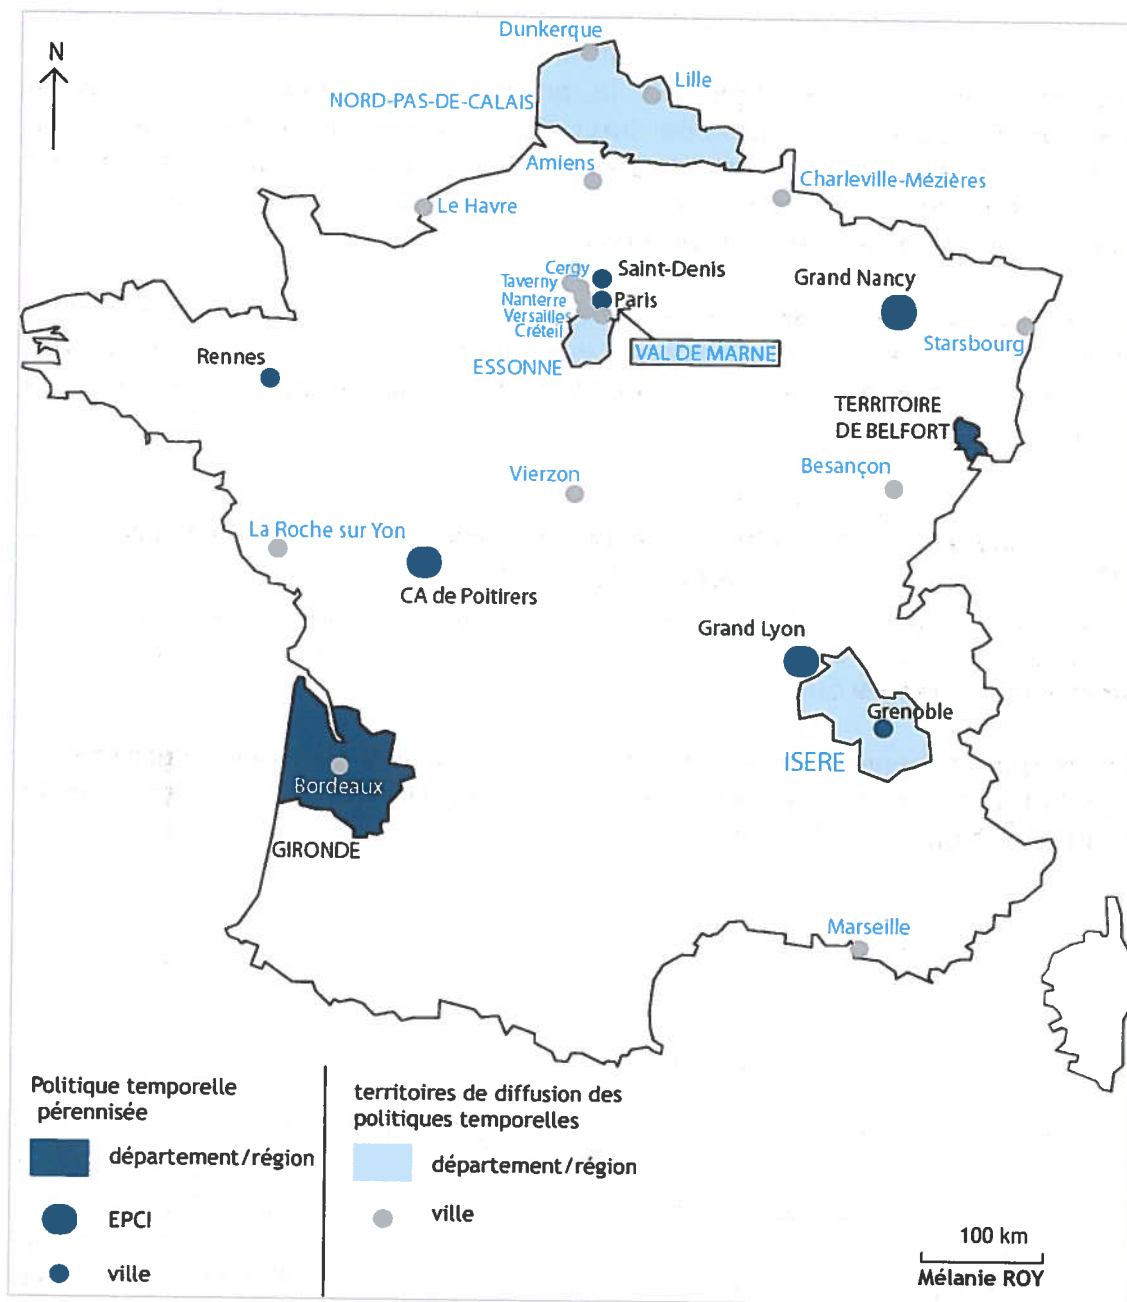 N
Dunkerque
Lille
NORD-PAS-DE-CALAIS
Amiens
Charleville-Mézières
Le Havre
Cergy
Saint-Denis
Taverny
Grand Nancy
Nanterre
Paris
Versailles
Créteil
Starsbourg
VAL DE MARNE
Rennes
ESSONNE
TERRITOIRE
DE BELFORT
Vierzon
Besançon
La Roche sur Yon
CA de Poitirers
Grand Lyon
Grenoble
ISERE
Bordeaux
GIRONDE
Marseille
Politique temporelle
pérennisée
département/région
EPCI
ville
territoires de diffusion des
politiques temporelles
département/région
ville
100 km
Mélanie ROY